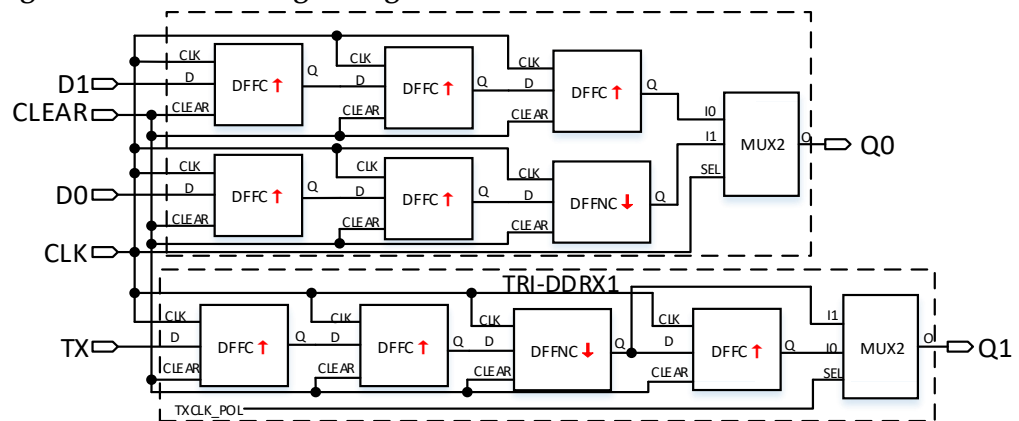 CLK
CLK
CLK
D1
D
DFFC ↑
Q
D
DFFC ↑
Q
D
DFFC ↑
Q
CLEAR
CLEAR
CLEAR
CLEAR
I0
I1
MUX2
O
Q0
SEL
CLK
CLK
CLK
D0
D
DFFC ↑
Q
D
DFFC ↑
Q
D
DFFNC ↓
Q
CLEAR
CLEAR
CLEAR
CLK
TRI-DDRX1
CLK
CLK
CLK
CLK
TX
D
DFFC ↑
Q
D
DFFC ↑
Q
D
DFFNC ↓
Q
D
DFFC ↑
Q
CLEAR
CLEAR
CLEAR
CLEAR
I1
I0
MUX2
O
Q1
SEL
TXCLK_POL